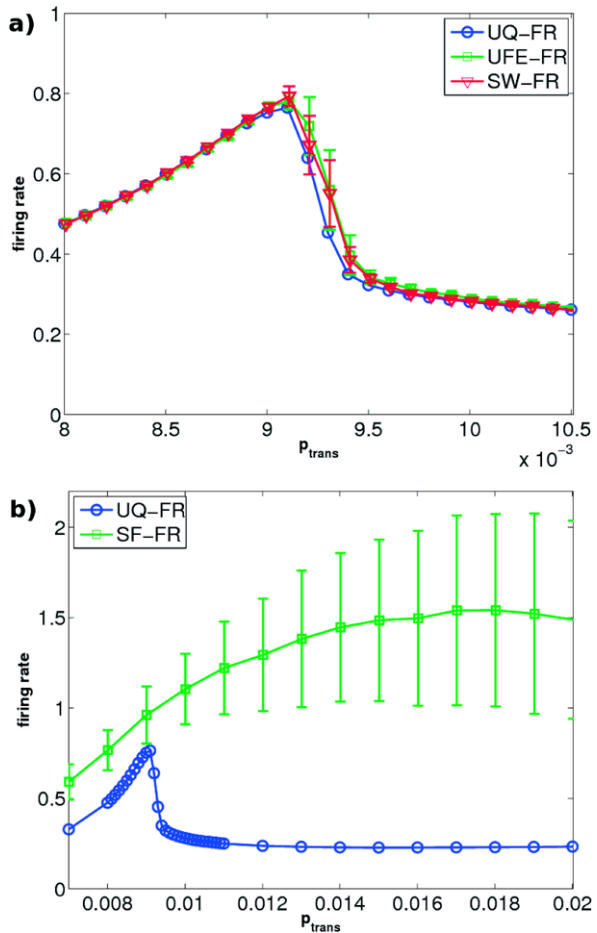 a)
1
0.8
0.6
0.4
0.2
0
firing rate
UQ-FR
UFE-FR
SW-FR
8
8.5
9
9.5
10
10.5
p_trans
x 10⁻³
b)
2
1.5
1
0.5
0
firing rate
UQ-FR
SF-FR
0.008
0.01
0.012
0.014
0.016
0.018
0.02
p_trans